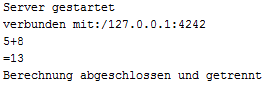 Server gestartet
verbunden mit:/127.0.0.1:4242
5+8
=13
Berechnung abgeschlossen und getrennt